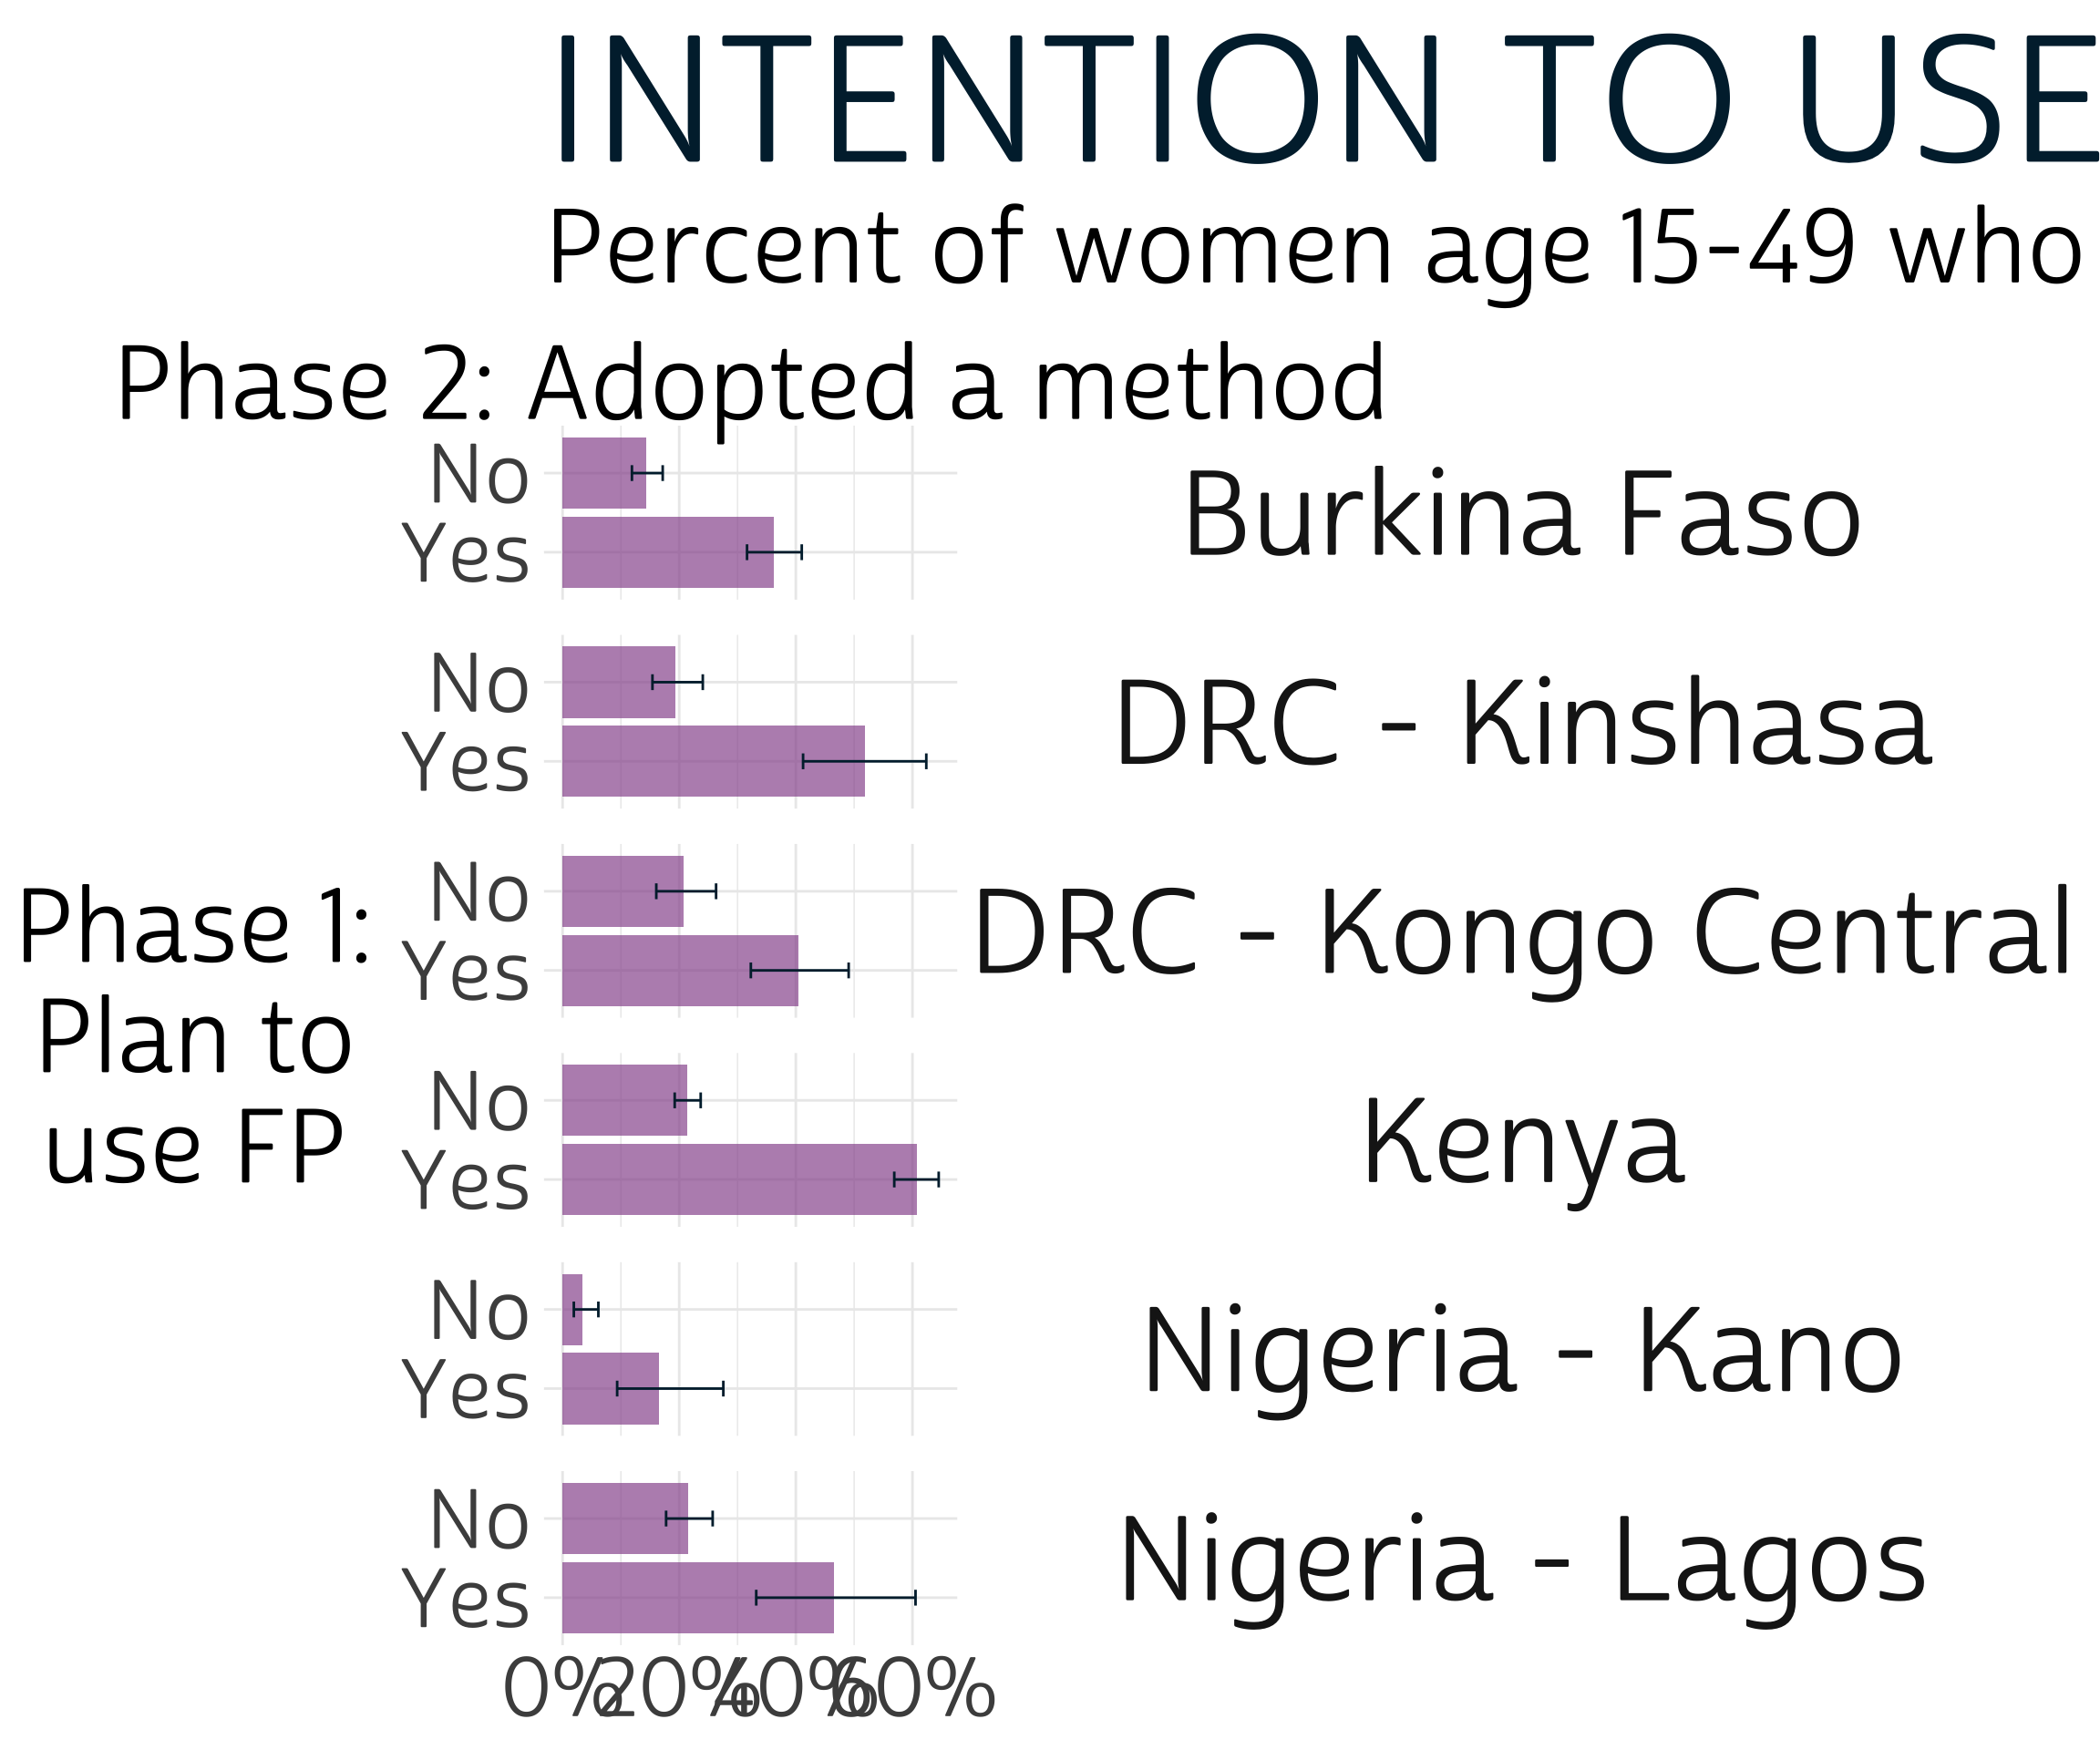 INTENTION TO USE
Percent of women age 15-49 who
Phase 2: Adopted a method
No
Yes
Burkina Faso
No
Yes
DRC - Kinshasa
No
Yes
DRC - Kongo Central
Phase 1:
Plan to
use FP
No
Yes
Kenya
No
Yes
Nigeria - Kano
No
Yes
Nigeria - Lagos
0% 20% 40% 60%